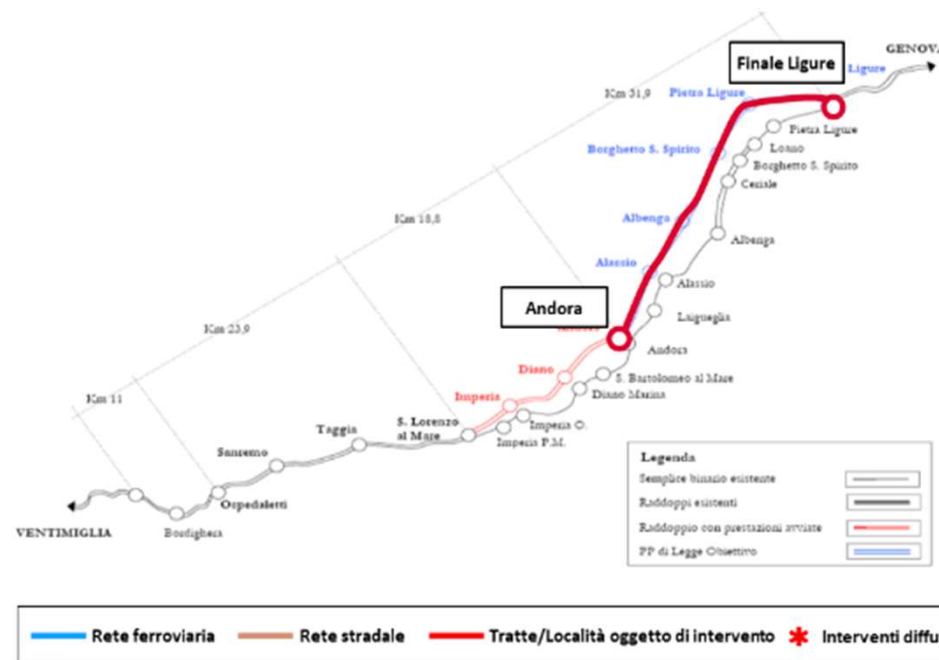 GENOVA
Finale Ligure
Ligure
Km 31,9
Pietra Ligure
Pietra Ligure
Loano
Borghetto S. Spirito
Borghetto S. Spirito
Ceriale
Km 18,8
Albenga
Albenga
Alassio
Alassio
Andora
Laigueglia
Km 23,9
Andora
Diano
S. Bartolomeo al Mare
Diano Marina
Km 11
Imperia
S. Lorenzo
al Mare
Imperia O.
Imperia P.M.
Taggia
Sanremo
Ospedaletti
VENTIMIGLIA
Bordighera
Legenda
Semplice binario esistente
Raddoppi esistenti
Raddoppio con prestazioni avviate
PP di Legge Obiettivo
Rete ferroviaria
Rete stradale
Tratte/Località oggetto di intervento
Interventi diffu